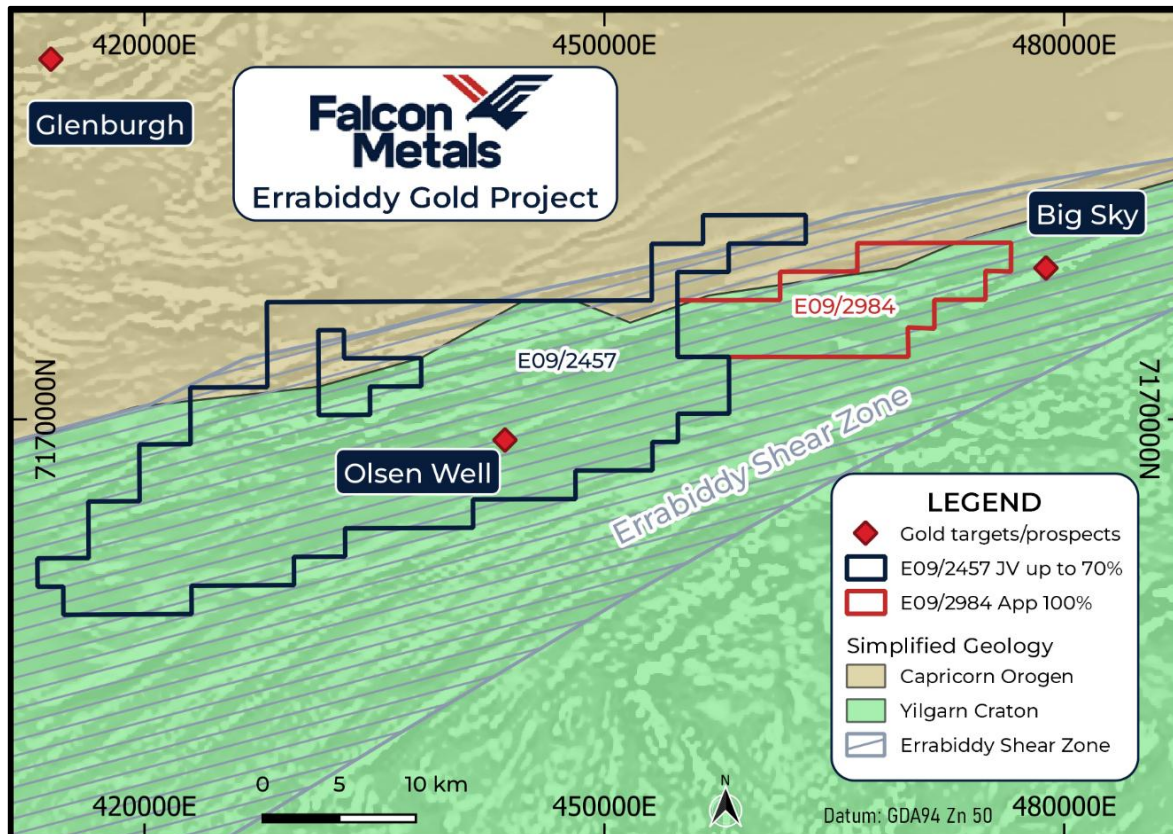 420000E
450000E
480000E
Glenburgh
Falcon
Metals
Errabiddy Gold Project
Big Sky
E09/2984
E09/2457
7170000N
7170000N
Olsen Well
Errabiddy Shear Zone
LEGEND
Gold targets/prospects
E09/2457 JV up to 70%
E09/2984 App 100%
Simplified Geology
Capricorn Orogen
Yilgarn Craton
Errabiddy Shear Zone
0 5 10 km
N
420000E
450000E
480000E
Datum: GDA94 Zn 50